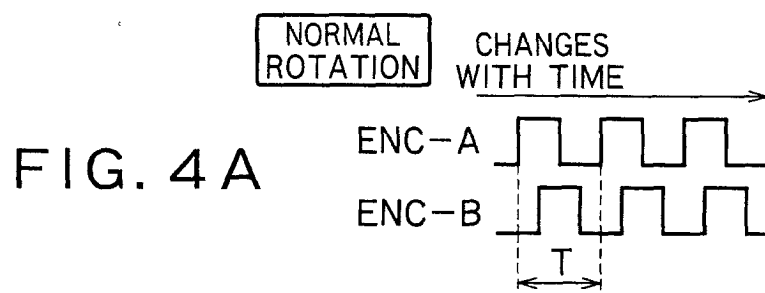 NORMAL
ROTATION
CHANGES
WITH TIME
FIG. 4A
ENC-A
ENC-B
T